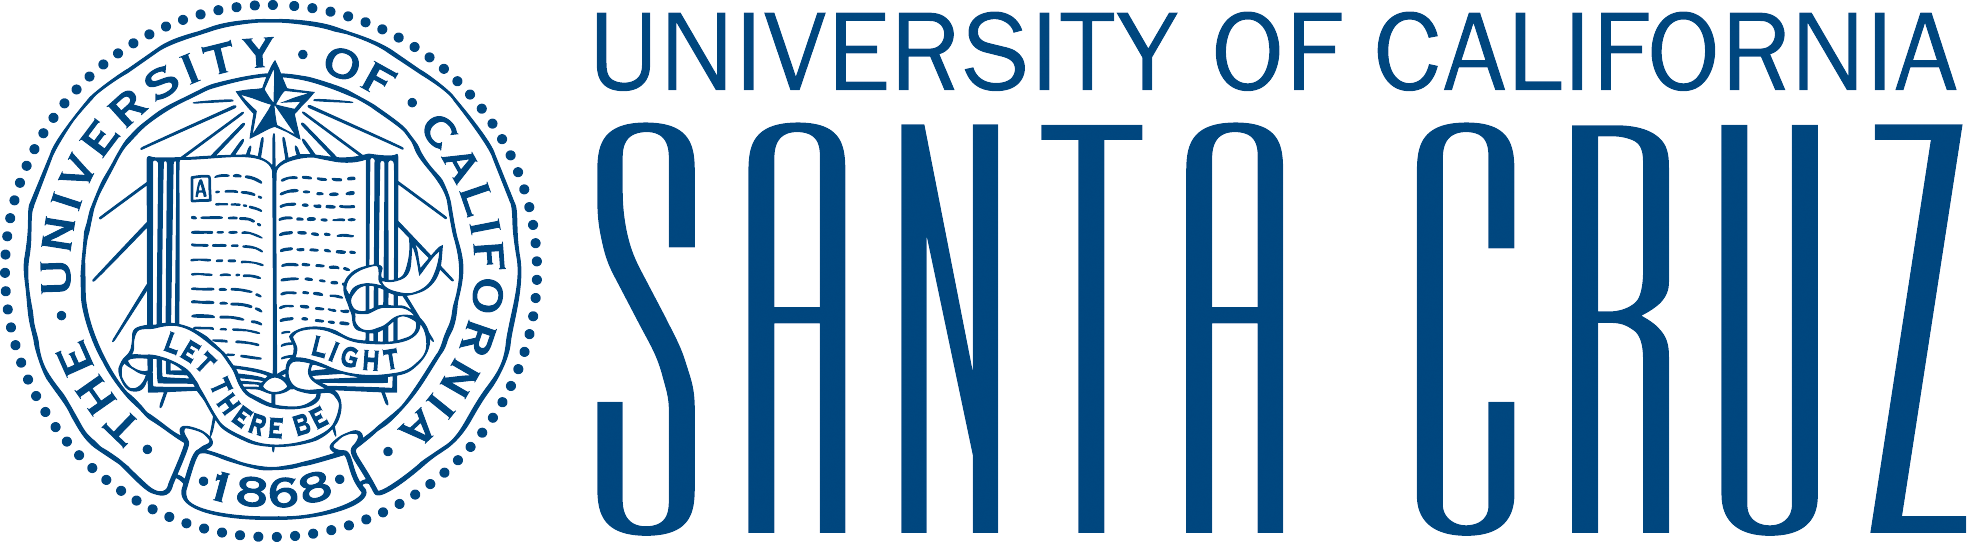 · THE · UNIVERSITY · OF · CALIFORNIA ·
A
LET THERE BE LIGHT
·1868·
UNIVERSITY OF CALIFORNIA
SANTA CRUZ